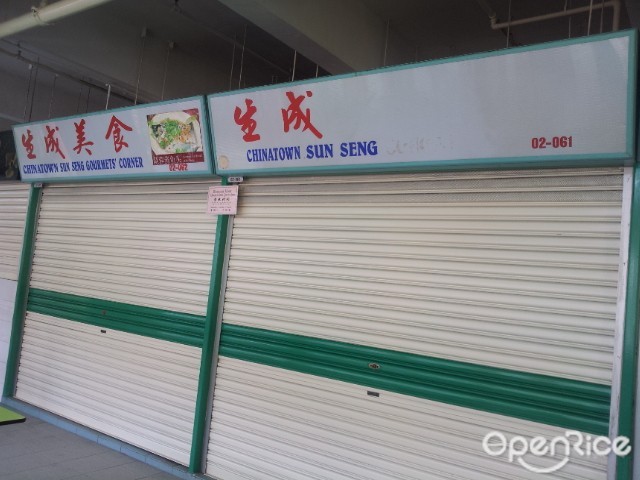 生成美食
CHINATOWN SUN SENG GOURMETS' CORNER
生成
CHINATOWN SUN SENG
02-061
OPENRICE